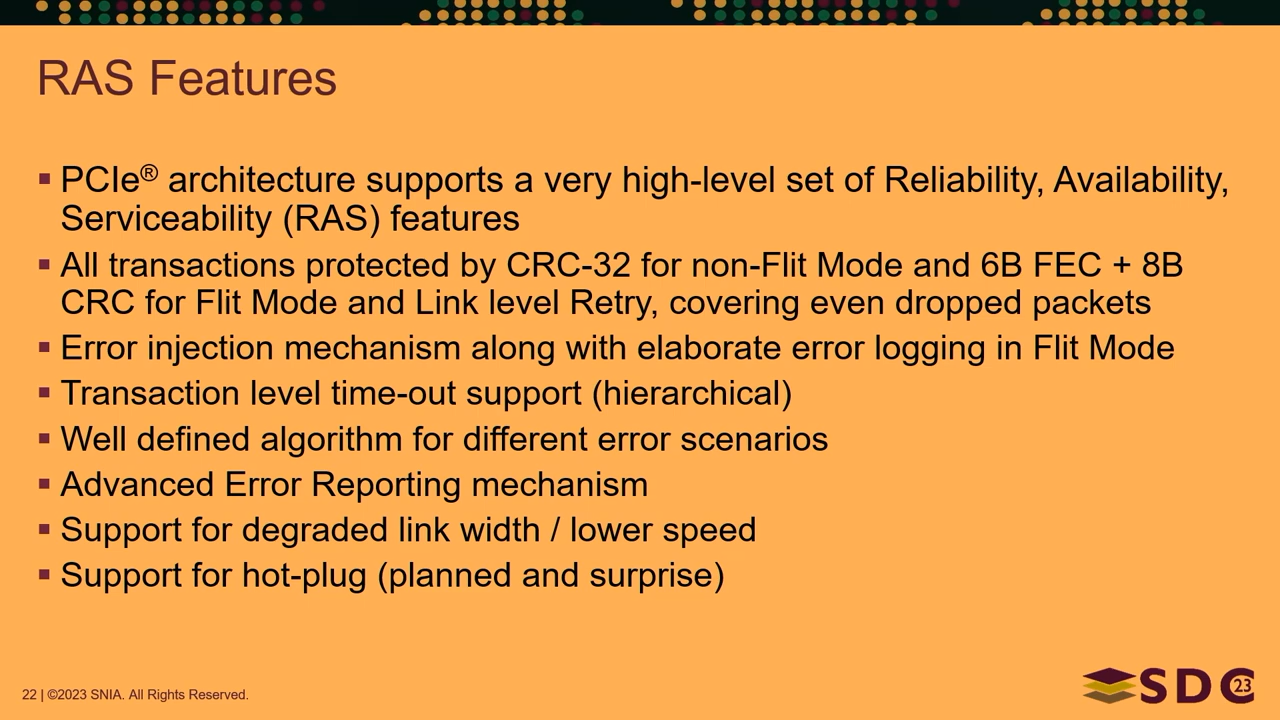 RAS Features
▪ PCIe® architecture supports a very high-level set of Reliability, Availability,
Serviceability (RAS) features
▪ All transactions protected by CRC-32 for non-Flit Mode and 6B FEC + 8B
CRC for Flit Mode and Link level Retry, covering even dropped packets
▪ Error injection mechanism along with elaborate error logging in Flit Mode
▪ Transaction level time-out support (hierarchical)
▪ Well defined algorithm for different error scenarios
▪ Advanced Error Reporting mechanism
▪ Support for degraded link width / lower speed
▪ Support for hot-plug (planned and surprise)
22 | ©2023 SNIA. All Rights Reserved.
SDC 23